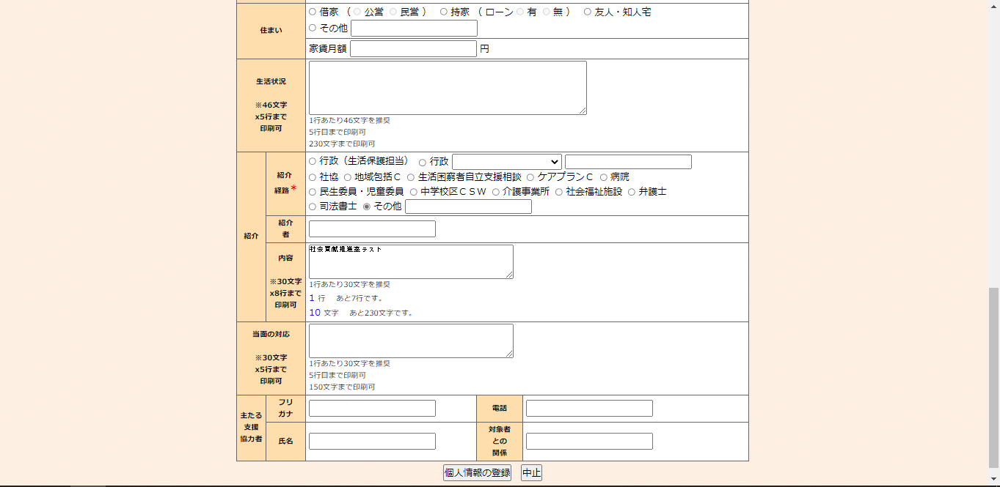 住まい
借家 （ 公営 民営 ） 持家 （ ローン 有 無 ） 友人・知人宅
その他
家賃月額 円
生活状況
※46文字
x5行まで
印刷可
1行あたり46文字を推奨
5行目まで印刷可
230文字まで印刷可
紹介
紹介
経路*
行政（生活保護担当） 行政
社協 地域包括Ｃ 生活困窮者自立支援相談 ケアプランＣ 病院
民生委員・児童委員 中学校区ＣＳＷ 介護事業所 社会福祉施設 弁護士
司法書士 その他
紹介
者
内容
※30文字
x8行まで
印刷可
社会貢献推進室テスト
1行あたり30文字を推奨
1 行 あと7行です。
10 文字 あと230文字です。
当面の対応
※30文字
x5行まで
印刷可
1行あたり30文字を推奨
5行目まで印刷可
150文字まで印刷可
主たる
支援
協力者
フリ
ガナ
電話
氏名
対象者
との
関係
個人情報の登録 中止